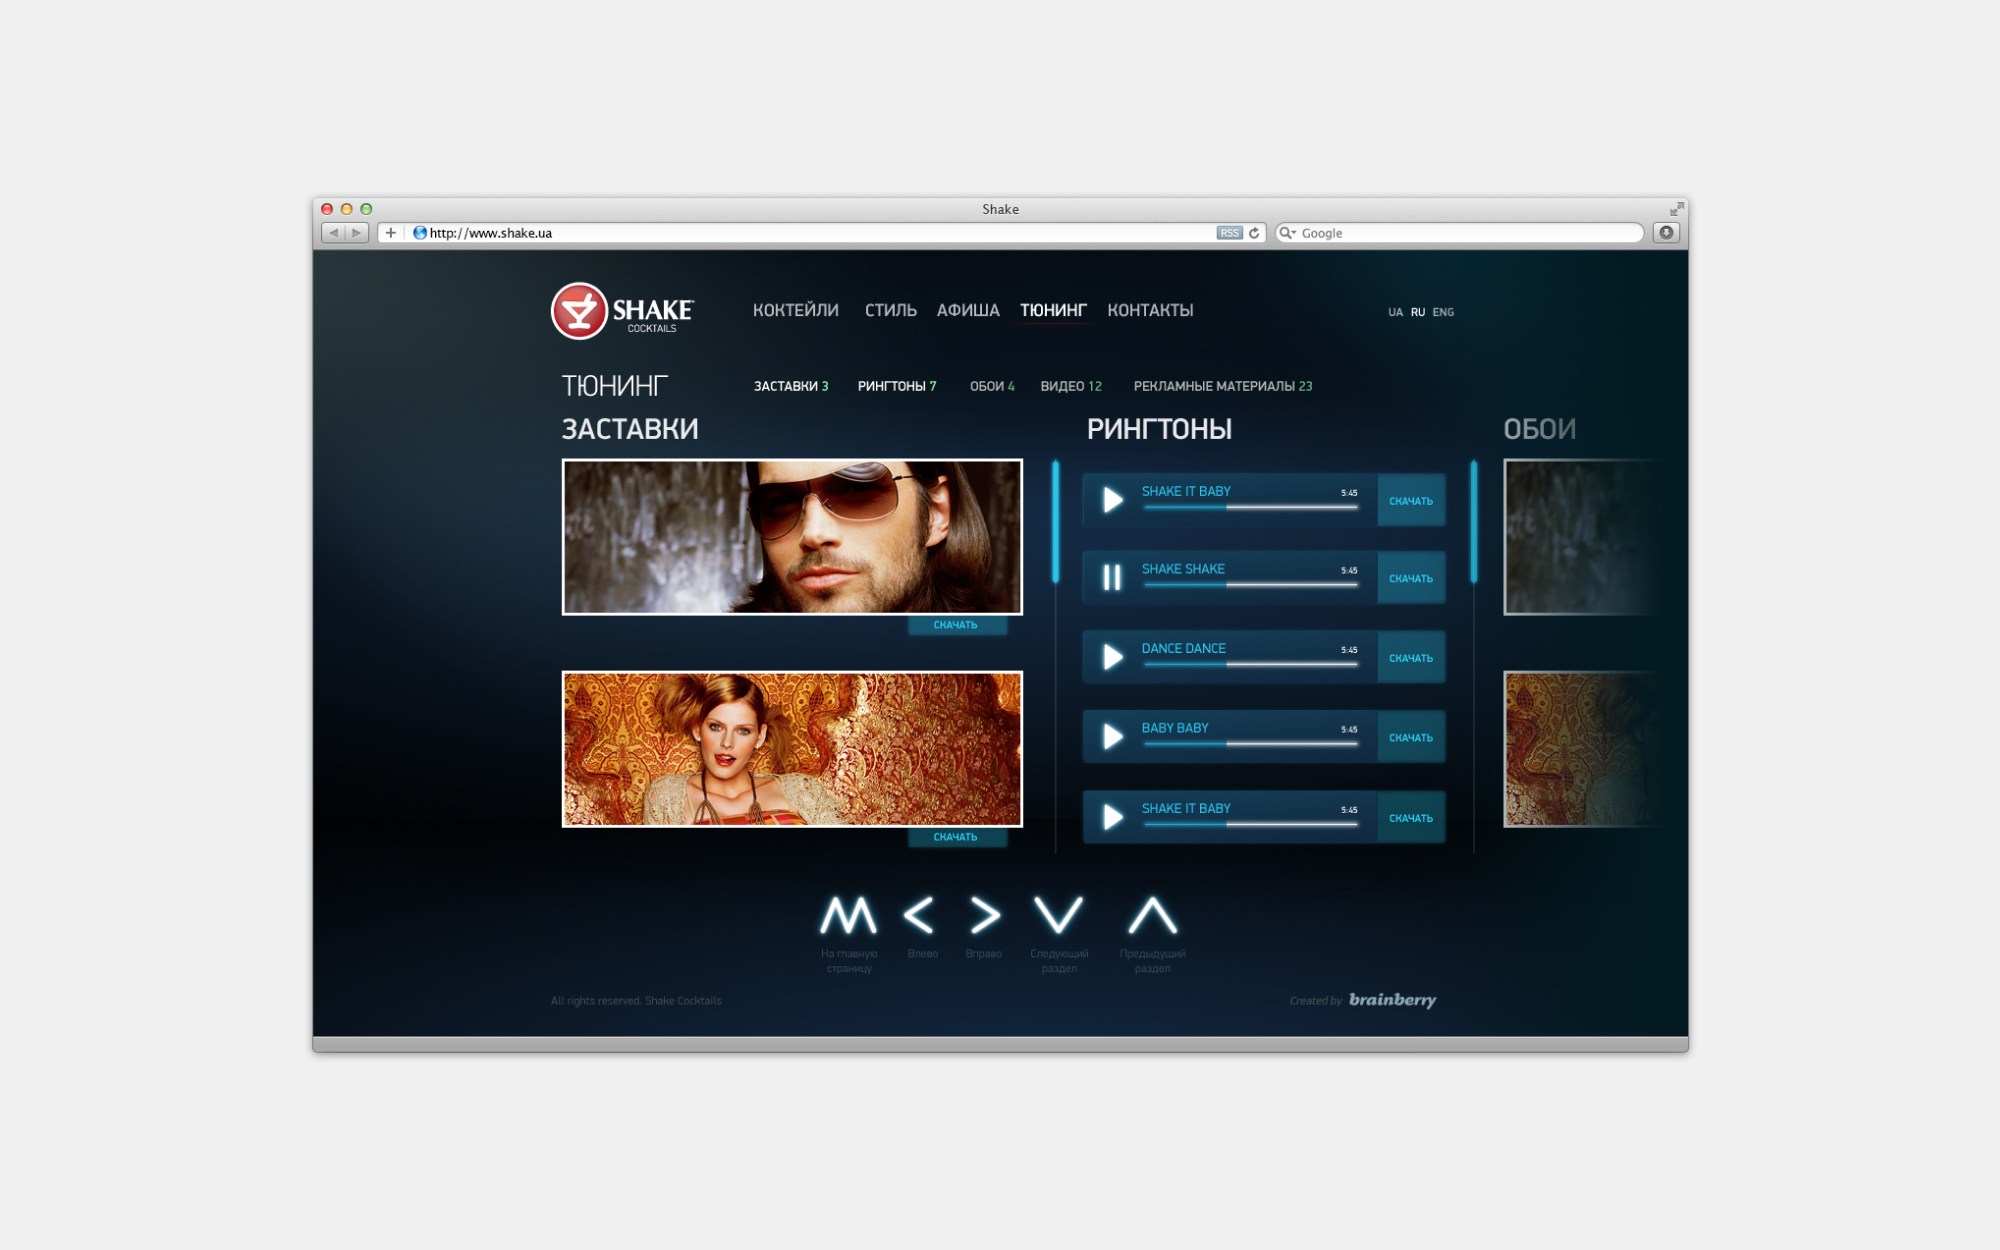 Shake
http://www.shake.ua
RSS
Google
SHAKE™
COCKTAILS
КОКТЕЙЛИ СТИЛЬ АФИША ТЮНИНГ КОНТАКТЫ
UA RU ENG
ТЮНИНГ
ЗАСТАВКИ 3 РИНГТОНЫ 7 ОБОИ 4 ВИДЕО 12 РЕКЛАМНЫЕ МАТЕРИАЛЫ 23
ЗАСТАВКИ
СКАЧАТЬ
СКАЧАТЬ
РИНГТОНЫ
SHAKE IT BABY 5:45 СКАЧАТЬ
SHAKE SHAKE 5:45 СКАЧАТЬ
DANCE DANCE 5:45 СКАЧАТЬ
BABY BABY 5:45 СКАЧАТЬ
SHAKE IT BABY 5:45 СКАЧАТЬ
ОБОИ
На главную
страницу
Влево
Вправо
Следующий
раздел
Предыдущий
раздел
All rights reserved. Shake Cocktails
Created by brainberry